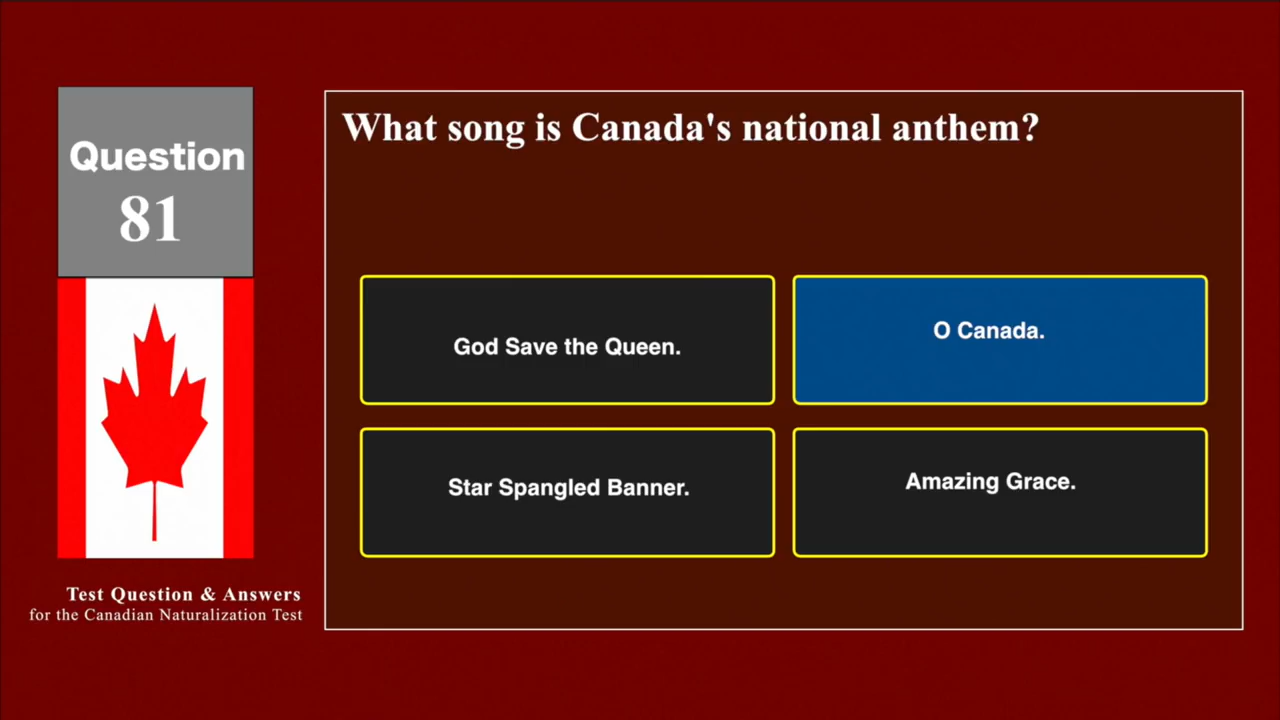 Question
81
What song is Canada's national anthem?
God Save the Queen.
O Canada.
Star Spangled Banner.
Amazing Grace.
Test Question & Answers
for the Canadian Naturalization Test